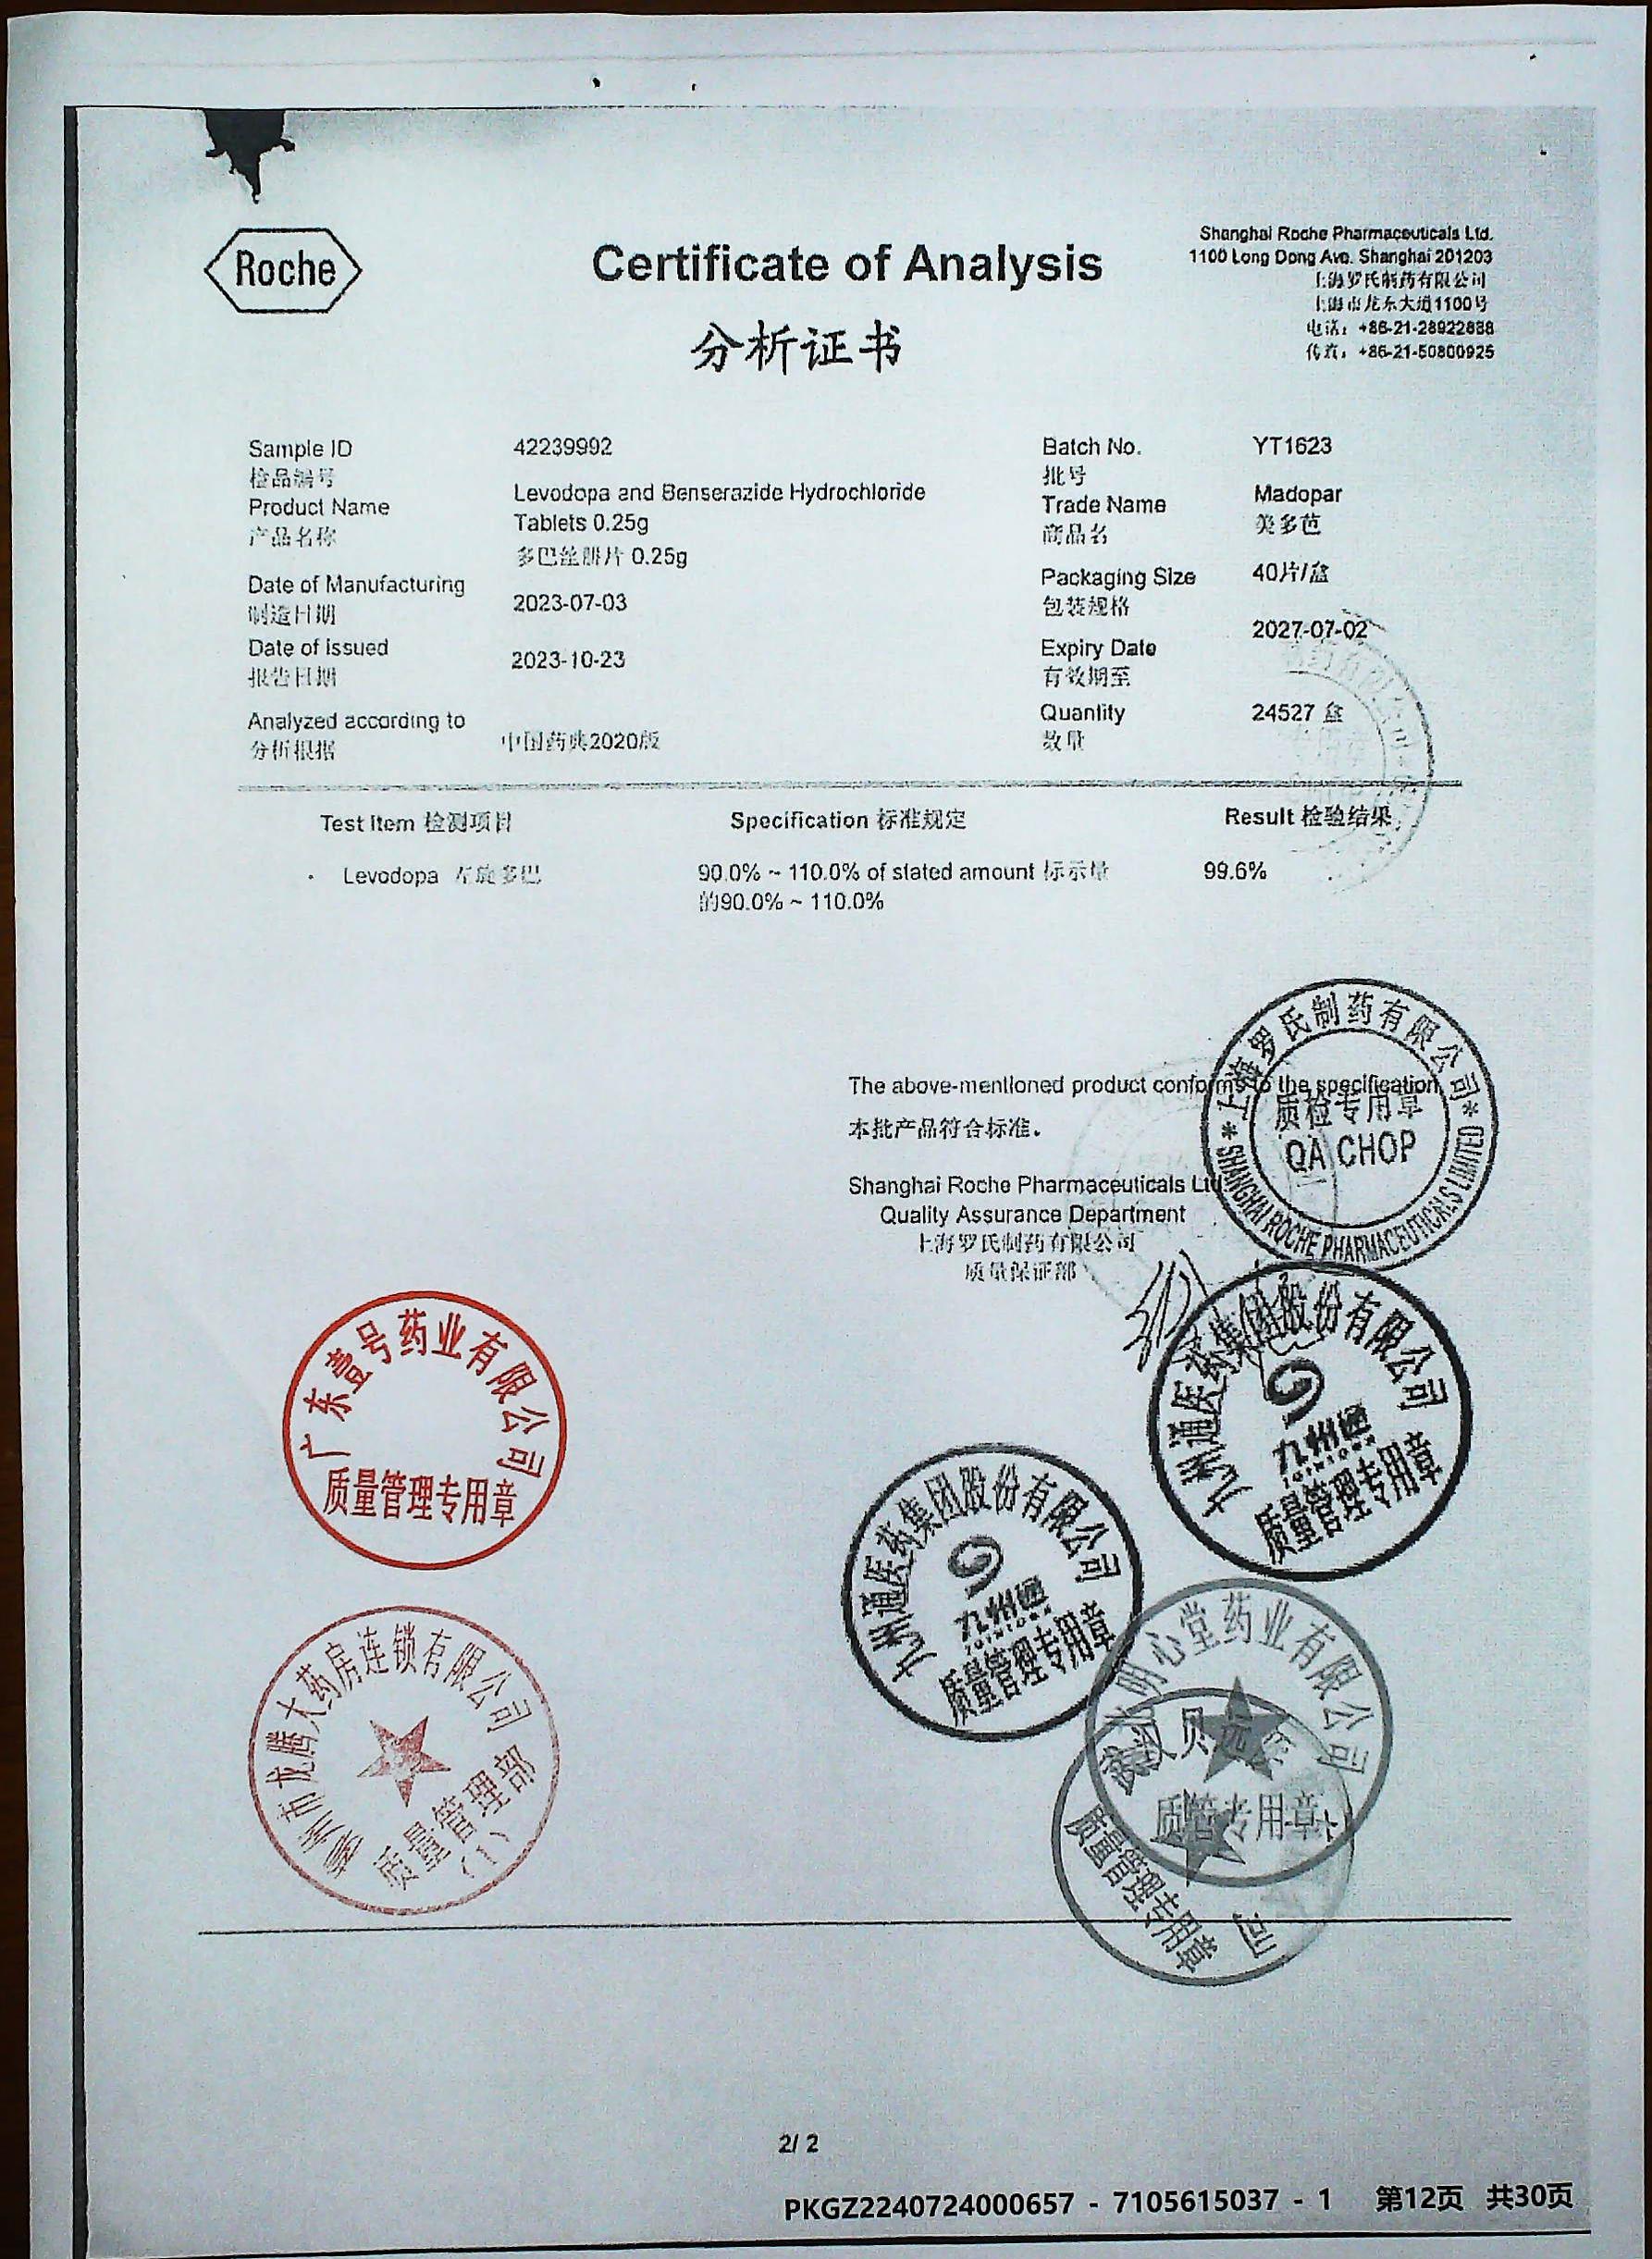 Roche
Certificate of Analysis
分析证书
Shanghai Roche Pharmaceuticals Ltd.
1100 Long Dong Ave. Shanghai 201203
上海罗氏制药有限公司
上海市龙东大道1100号
电话：+86-21-28922888
传真：+86-21-50800925
Sample ID 42239992
检品编号
Batch No. YT1623
批号
Product Name Levodopa and Benserazide Hydrochloride
产品名称 Tablets 0.25g
多巴丝肼片 0.25g
Trade Name Madopar
商品名 美多芭
Date of Manufacturing 2023-07-03
制造日期
Packaging Size 40片/盒
包装规格
Date of issued 2023-10-23
报告日期
Expiry Date 2027-07-02
有效期至
Analyzed according to 中国药典2020版
分析根据
Quantity 24527 盒
数量
Test Item 检测项目 Specification 标准规定 Result 检验结果
Levodopa 左旋多巴 90.0% ~ 110.0% of stated amount 标示量 99.6%
的90.0% ~ 110.0%
The above-mentioned product conforms to the specification
本批产品符合标准。
Shanghai Roche Pharmaceuticals Ltd
Quality Assurance Department
上海罗氏制药有限公司
质量保证部
上海罗氏制药有限公司
质检专用章
QA CHOP
SHANGHAI ROCHE PHARMACEUTICALS LIMITED
九州通医药集团股份有限公司
九州通
JOINTOWN
质量管理专用章
九州通医药集团股份有限公司
九州通
JOINTOWN
质量管理专用章
广东壹号药业有限公司
质量管理专用章
市龙腾大药房连锁有限公司
质量管理部
心堂药业有限公司
质管专用章
武汉贝
质量管理专用章
2/ 2
PKGZ2240724000657 - 7105615037 - 1 第12页 共30页